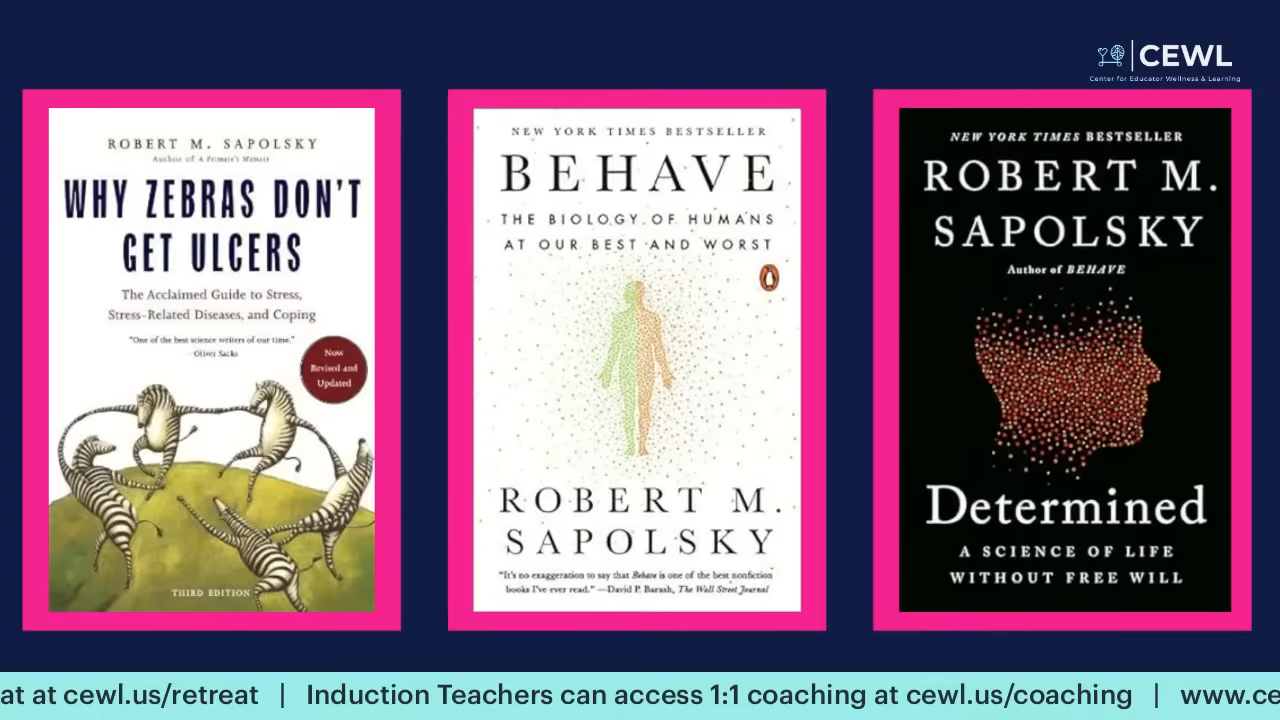 CEWL
Center for Educator Wellness & Learning
ROBERT M. SAPOLSKY
Author of A Primate's Memoir
WHY ZEBRAS DON'T
GET ULCERS
The Acclaimed Guide to Stress,
Stress-Related Diseases, and Coping
"One of the best science writers of our time."
—Oliver Sacks
Now
Revised and
Updated
THIRD EDITION
NEW YORK TIMES BESTSELLER
BEHAVE
THE BIOLOGY OF HUMANS
AT OUR BEST AND WORST
ROBERT M.
SAPOLSKY
"It's no exaggeration to say that Behave is one of the best nonfiction
books I've ever read." —David P. Barash, The Wall Street Journal
NEW YORK TIMES BESTSELLER
ROBERT M.
SAPOLSKY
Author of BEHAVE
Determined
A SCIENCE OF LIFE
WITHOUT FREE WILL
at at cewl.us/retreat | Induction Teachers can access 1:1 coaching at cewl.us/coaching | www.ce